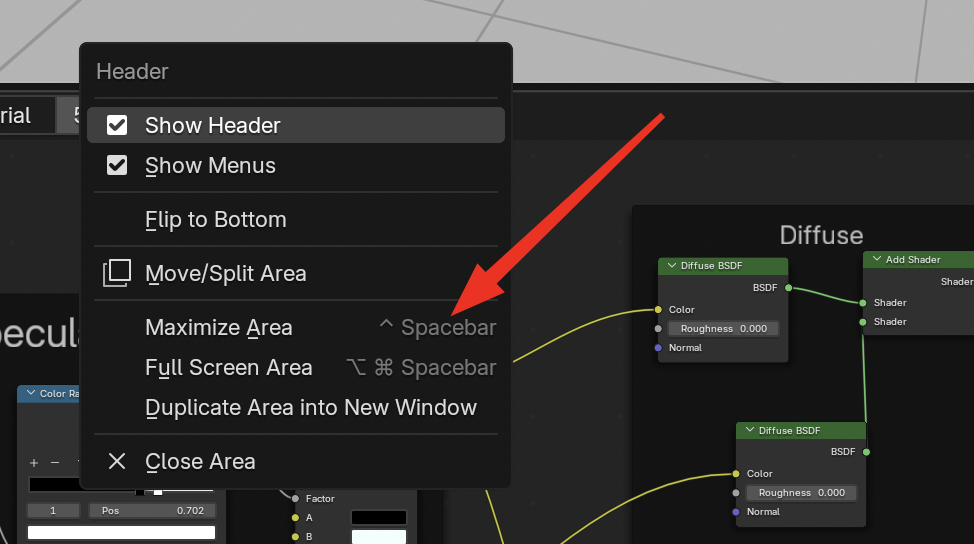 Header
Show Header
Show Menus
Flip to Bottom
Move/Split Area
Maximize Area ⌃ Spacebar
Full Screen Area ⌥ ⌘ Spacebar
Duplicate Area into New Window
Close Area
rial
Diffuse
Diffuse BSDF
BSDF
Color
Roughness 0.000
Normal
Add Shader
Shader
Shader
Shader
Diffuse BSDF
BSDF
Color
Roughness 0.000
Normal
pecul
Color Ra
1 Pos 0.702
Factor
A
B